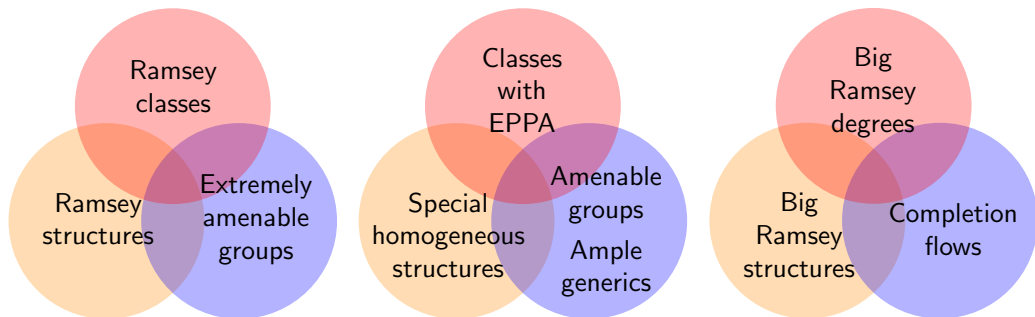 Ramsey
classes
Ramsey
structures
Extremely
amenable
groups
Classes
with
EPPA
Special
homogeneous
structures
Amenable
groups
Ample
generics
Big
Ramsey
degrees
Big
Ramsey
structures
Completion
flows